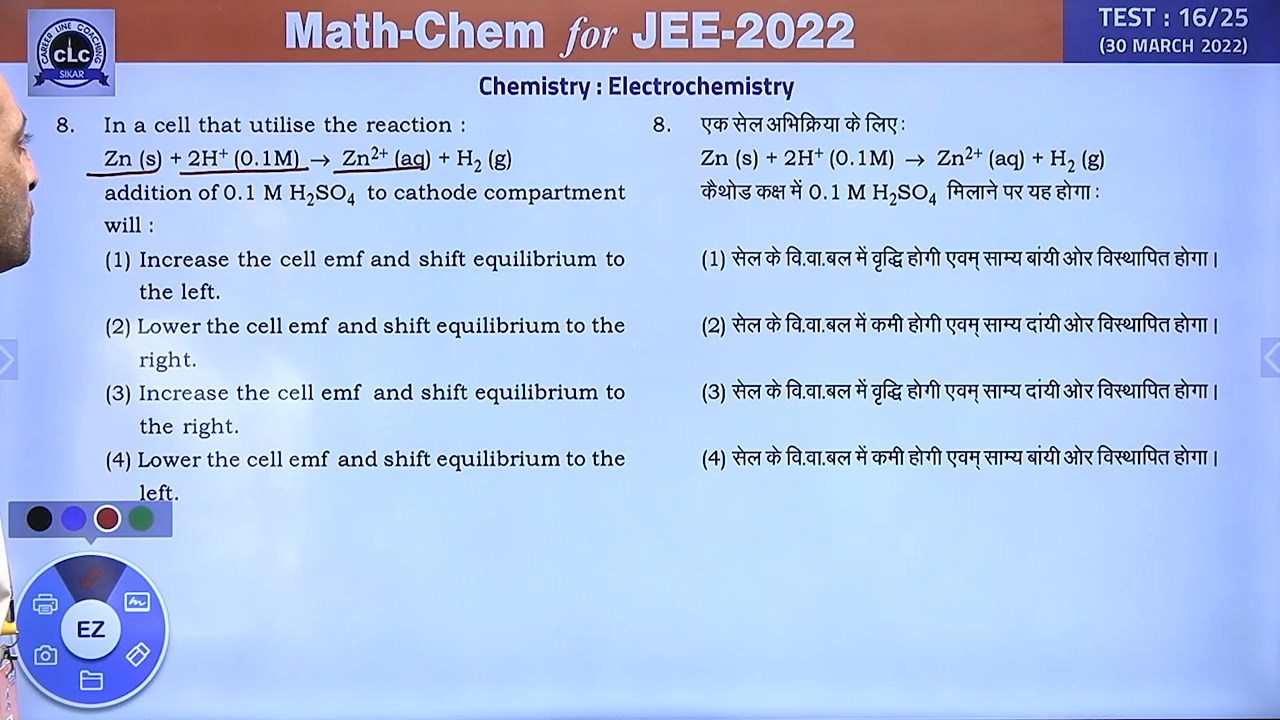 CAREER LINE COACHING
CLC
SIKAR
Math-Chem for JEE-2022
TEST : 16/25
(30 MARCH 2022)
Chemistry : Electrochemistry
8. In a cell that utilise the reaction :
Zn (s) + 2H⁺ (0.1M) → Zn²⁺ (aq) + H₂ (g)
addition of 0.1 M H₂SO₄ to cathode compartment
will :
(1) Increase the cell emf and shift equilibrium to
the left.
(2) Lower the cell emf and shift equilibrium to the
right.
(3) Increase the cell emf and shift equilibrium to
the right.
(4) Lower the cell emf and shift equilibrium to the
left.
8. एक सेल अभिक्रिया के लिए :
Zn (s) + 2H⁺ (0.1M) → Zn²⁺ (aq) + H₂ (g)
कैथोड कक्ष में 0.1 M H₂SO₄ मिलाने पर यह होगा :
(1) सेल के वि.वा.बल में वृद्धि होगी एवम् साम्य बांयी ओर विस्थापित होगा।
(2) सेल के वि.वा.बल में कमी होगी एवम् साम्य दांयी ओर विस्थापित होगा।
(3) सेल के वि.वा.बल में वृद्धि होगी एवम् साम्य दांयी ओर विस्थापित होगा।
(4) सेल के वि.वा.बल में कमी होगी एवम् साम्य बांयी ओर विस्थापित होगा।
EZ